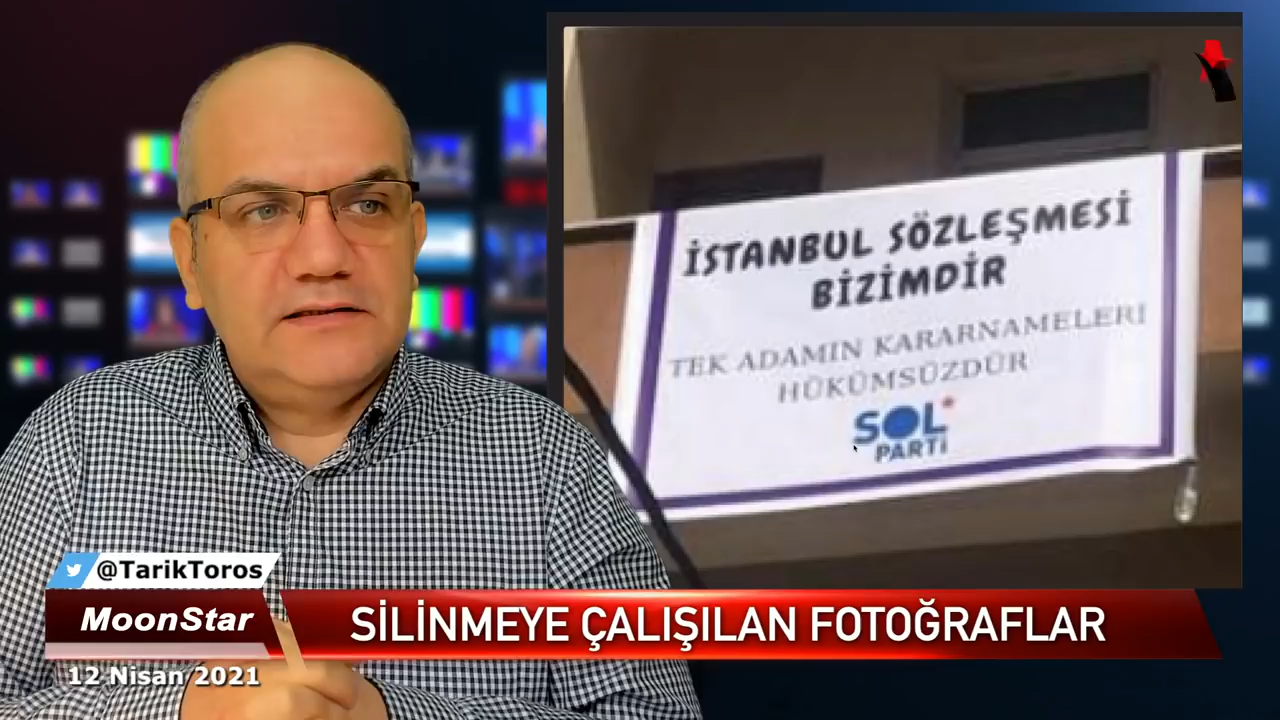 İSTANBUL SÖZLEŞMESİ
BİZİMDİR
TEK ADAMIN KARARNAMELERİ
HÜKÜMSÜZDÜR
SOL
PARTİ
@TarikToros
MoonStar
SİLİNMEYE ÇALIŞILAN FOTOĞRAFLAR
12 Nisan 2021